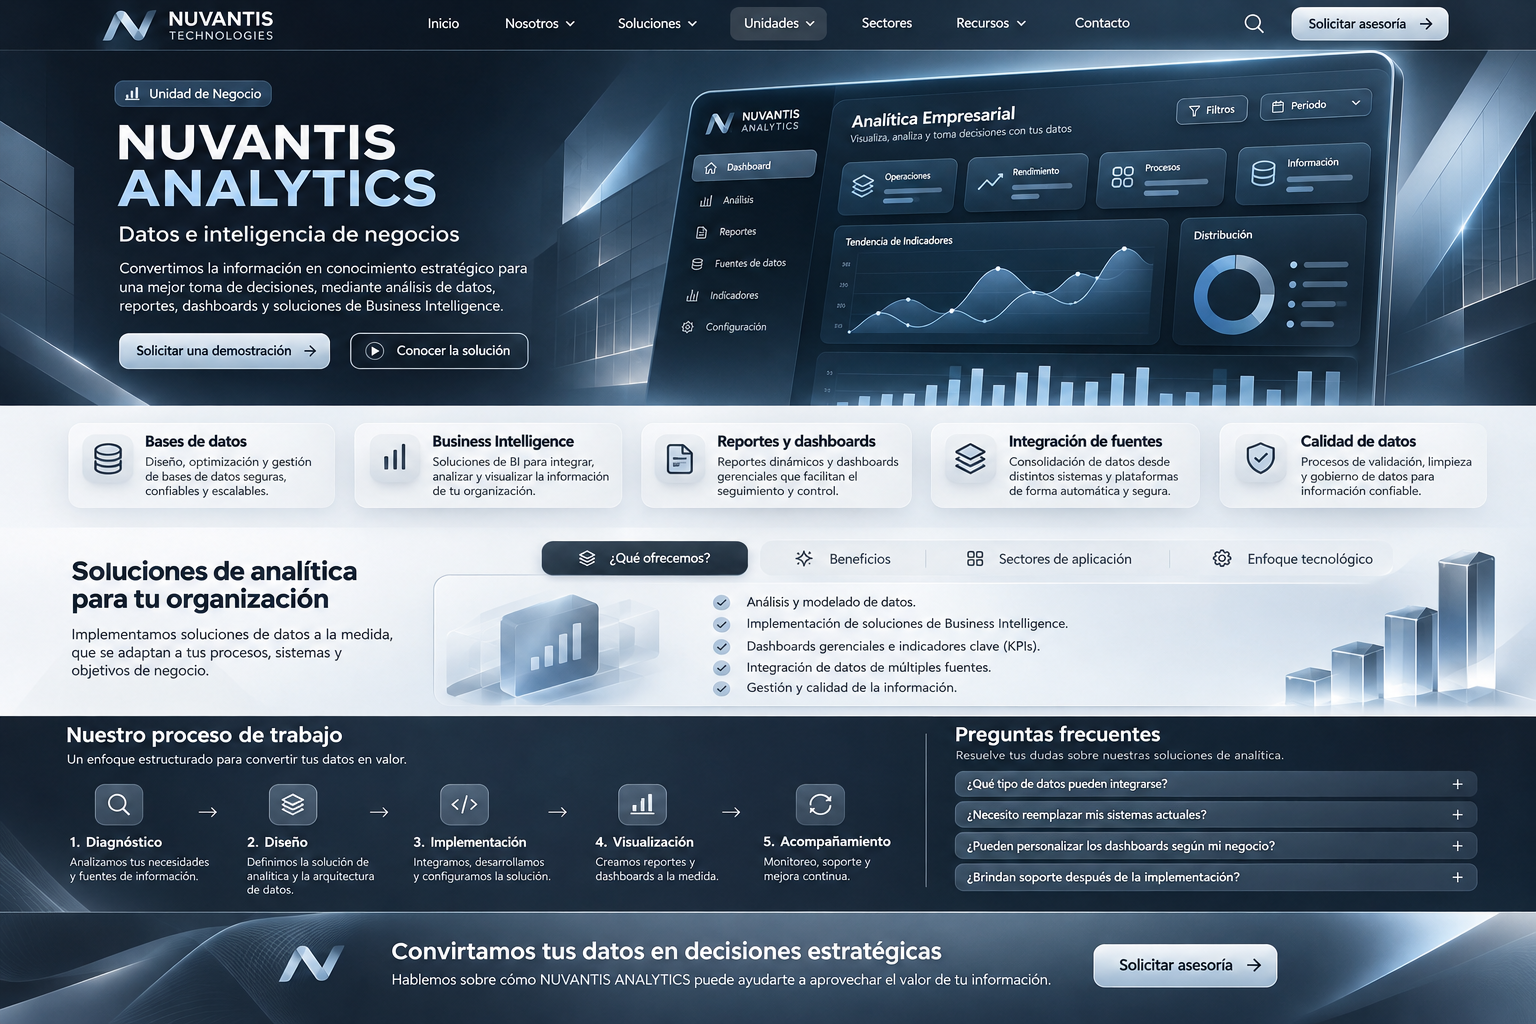 NUVANTIS
TECHNOLOGIES
Inicio
Nosotros
Soluciones
Unidades
Sectores
Recursos
Contacto
Solicitar asesoría
Unidad de Negocio
NUVANTIS
ANALYTICS
Datos e inteligencia de negocios
Convertimos la información en conocimiento estratégico para
una mejor toma de decisiones, mediante análisis de datos,
reportes, dashboards y soluciones de Business Intelligence.
Solicitar una demostración
Conocer la solución
NUVANTIS
ANALYTICS
Dashboard
Análisis
Reportes
Fuentes de datos
Indicadores
Configuración
Analítica Empresarial
Visualiza, analiza y toma decisiones con tus datos
Filtros
Periodo
Operaciones
Rendimiento
Procesos
Información
Tendencia de Indicadores
Distribución
Bases de datos
Diseño, optimización y gestión
de bases de datos seguras,
confiables y escalables.
Business Intelligence
Soluciones de BI para integrar,
analizar y visualizar la información
de tu organización.
Reportes y dashboards
Reportes dinámicos y dashboards
gerenciales que facilitan el
seguimiento y control.
Integración de fuentes
Consolidación de datos desde
distintos sistemas y plataformas
de forma automática y segura.
Calidad de datos
Procesos de validación, limpieza
y gobierno de datos para
información confiable.
Soluciones de analítica
para tu organización
Implementamos soluciones de datos a la medida,
que se adaptan a tus procesos, sistemas y
objetivos de negocio.
¿Qué ofrecemos?
Beneficios
Sectores de aplicación
Enfoque tecnológico
Análisis y modelado de datos.
Implementación de soluciones de Business Intelligence.
Dashboards gerenciales e indicadores clave (KPIs).
Integración de datos de múltiples fuentes.
Gestión y calidad de la información.
Nuestro proceso de trabajo
Un enfoque estructurado para convertir tus datos en valor.
1. Diagnóstico
Analizamos tus necesidades
y fuentes de información.
2. Diseño
Definimos la solución de
analítica y la arquitectura
de datos.
3. Implementación
Integramos, desarrollamos
y configuramos la solución.
4. Visualización
Creamos reportes y
dashboards a la medida.
5. Acompañamiento
Monitoreo, soporte y
mejora continua.
Preguntas frecuentes
Resuelve tus dudas sobre nuestras soluciones de analítica.
¿Qué tipo de datos pueden integrarse?
¿Necesito reemplazar mis sistemas actuales?
¿Pueden personalizar los dashboards según mi negocio?
¿Brindan soporte después de la implementación?
Convirtamos tus datos en decisiones estratégicas
Hablemos sobre cómo NUVANTIS ANALYTICS puede ayudarte a aprovechar el valor de tu información.
Solicitar asesoría